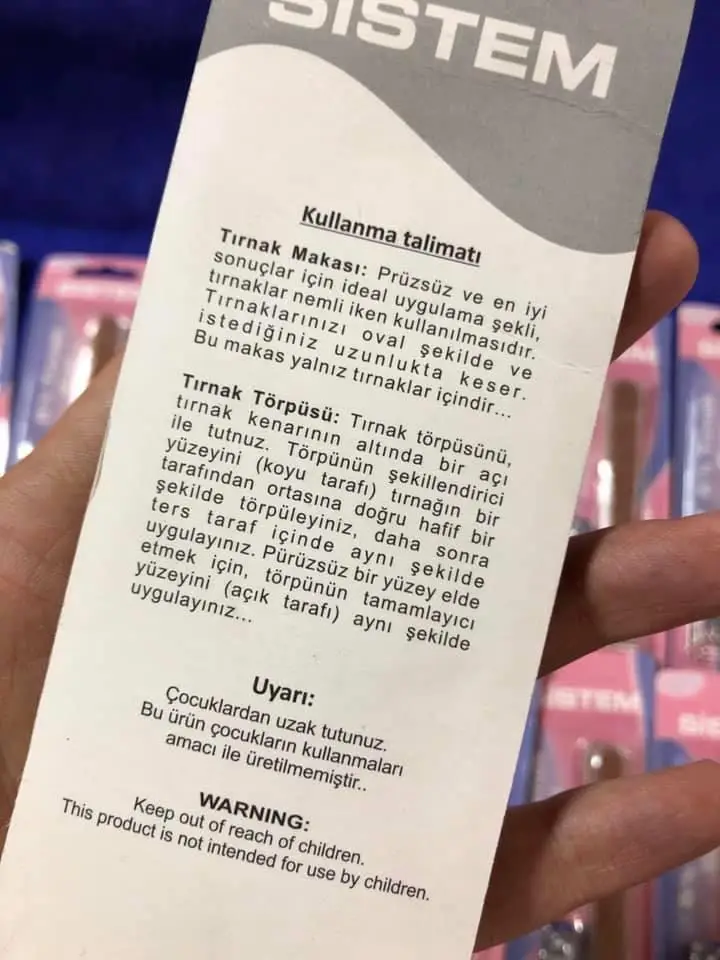 SİSTEM
Kullanma talimatı
Tırnak Makası: Prüzsüz ve en iyi
sonuçlar için ideal uygulama şekli,
tırnaklar nemli iken kullanılmasıdır.
Tırnaklarınızı oval şekilde ve
istediğiniz uzunlukta keser.
Bu makas yalnız tırnaklar içindir...
Tırnak Törpüsü: Tırnak törpüsünü,
tırnak kenarının altında bir açı
ile tutnuz. Törpünün şekillendirici
yüzeyini (koyu tarafı) tırnağın bir
tarafından ortasına doğru hafif bir
şekilde törpüleyiniz, daha sonra
ters taraf içinde aynı şekilde
uygulayınız. Pürüzsüz bir yüzey elde
etmek için, törpünün tamamlayıcı
yüzeyini (açık tarafı) aynı şekilde
uygulayınız...
Uyarı:
Çocuklardan uzak tutunuz.
Bu ürün çocukların kullanmaları
amacı ile üretilmemiştir..
WARNING:
Keep out of reach of children.
This product is not intended for use by children.